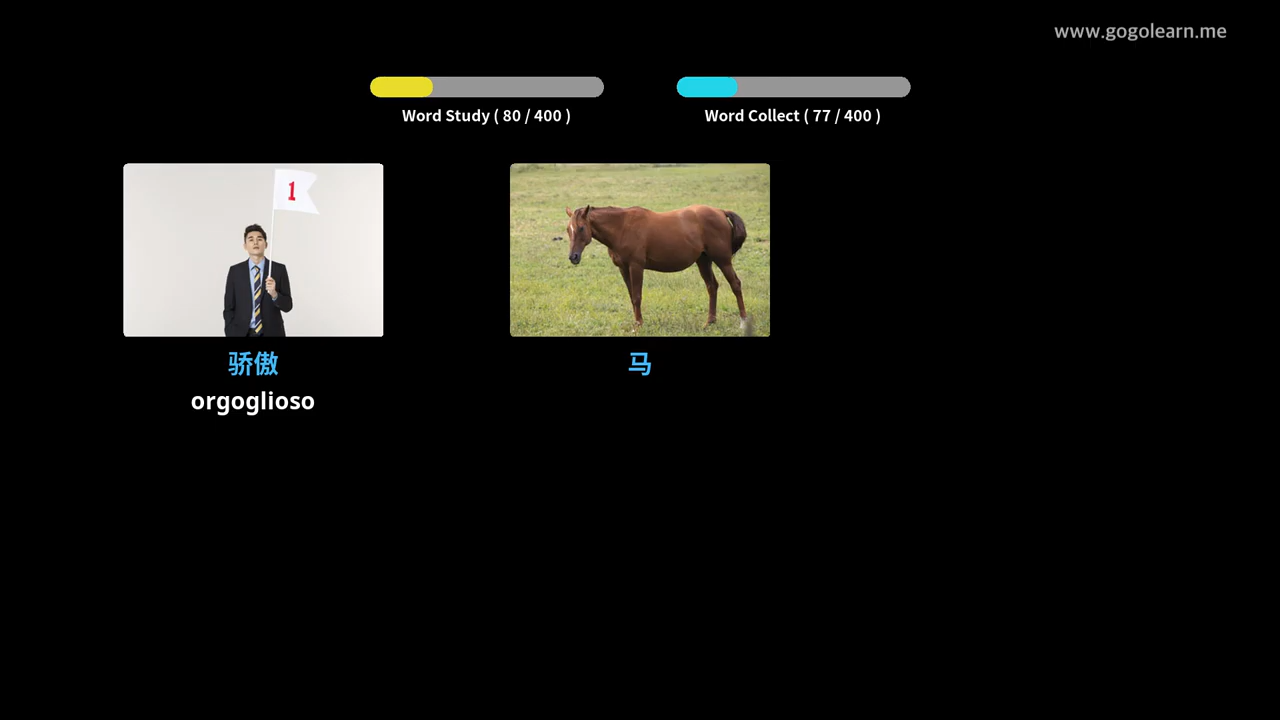 www.gogolearn.me
Word Study ( 80 / 400 )
Word Collect ( 77 / 400 )
1
骄傲
orgoglioso
马